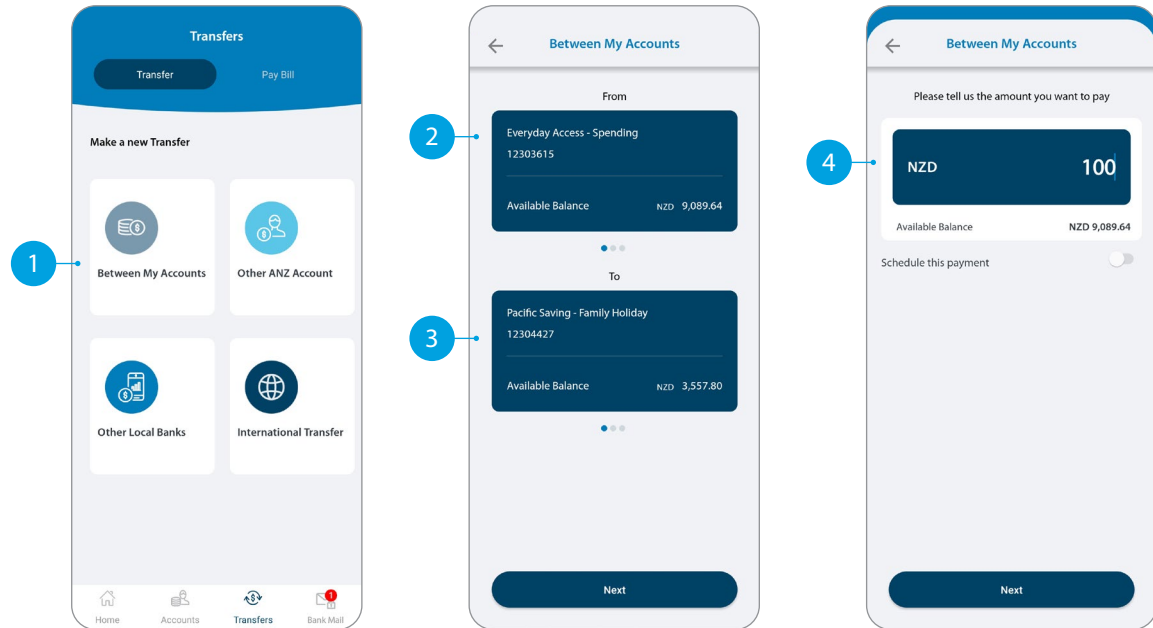 Transfers
Transfer
Pay Bill
Make a new Transfer
1
Between My Accounts
Other ANZ Account
Other Local Banks
International Transfer
Home
Accounts
Transfers
1
Bank Mail
Between My Accounts
From
2
Everyday Access - Spending
12303615
Available Balance NZD 9,089.64
To
3
Pacific Saving - Family Holiday
12304427
Available Balance NZD 3,557.80
Next
Between My Accounts
Please tell us the amount you want to pay
4
NZD 100
Available Balance NZD 9,089.64
Schedule this payment
Next